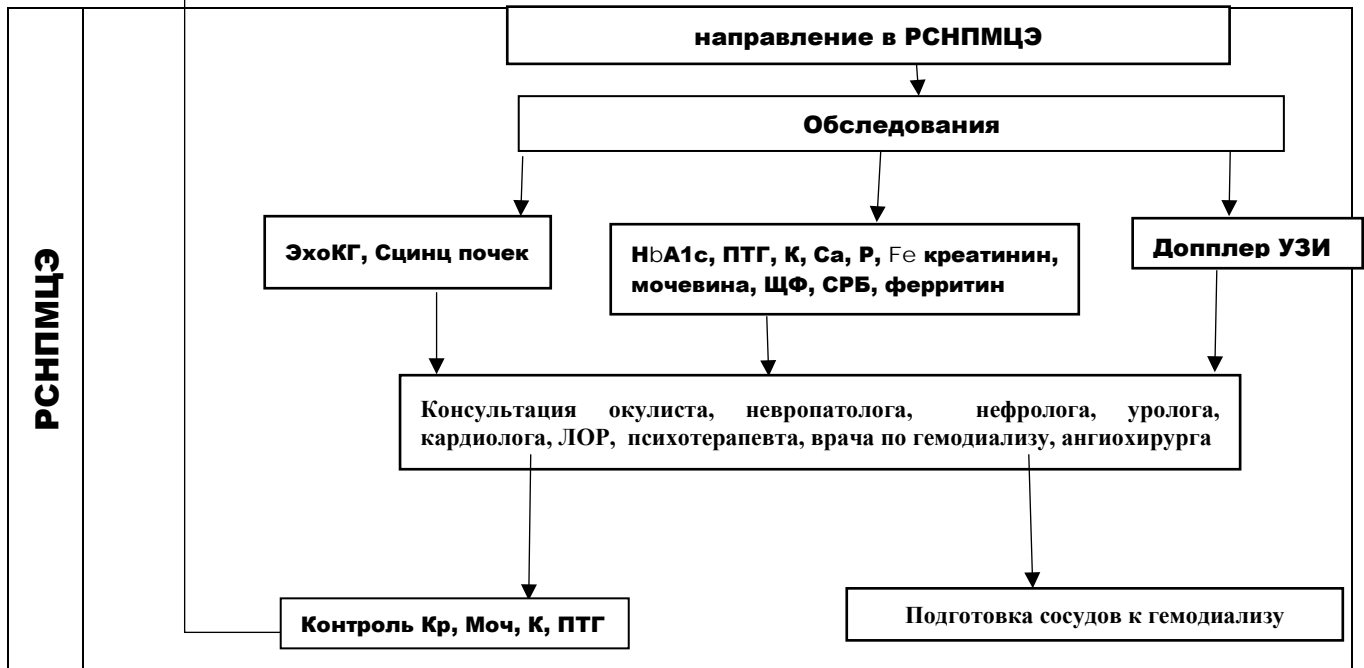 РСНПМЦЭ
направление в РСНПМЦЭ
Обследования
ЭхоКГ, Сцинц почек
HbA1c, ПТГ, К, Са, Р, Fe креатинин,
мочевина, ЩФ, СРБ, ферритин
Допплер УЗИ
Консультация окулиста, невропатолога, нефролога, уролога,
кардиолога, ЛОР, психотерапевта, врача по гемодиализу, ангиохирурга
Контроль Кр, Моч, К, ПТГ
Подготовка сосудов к гемодиализу